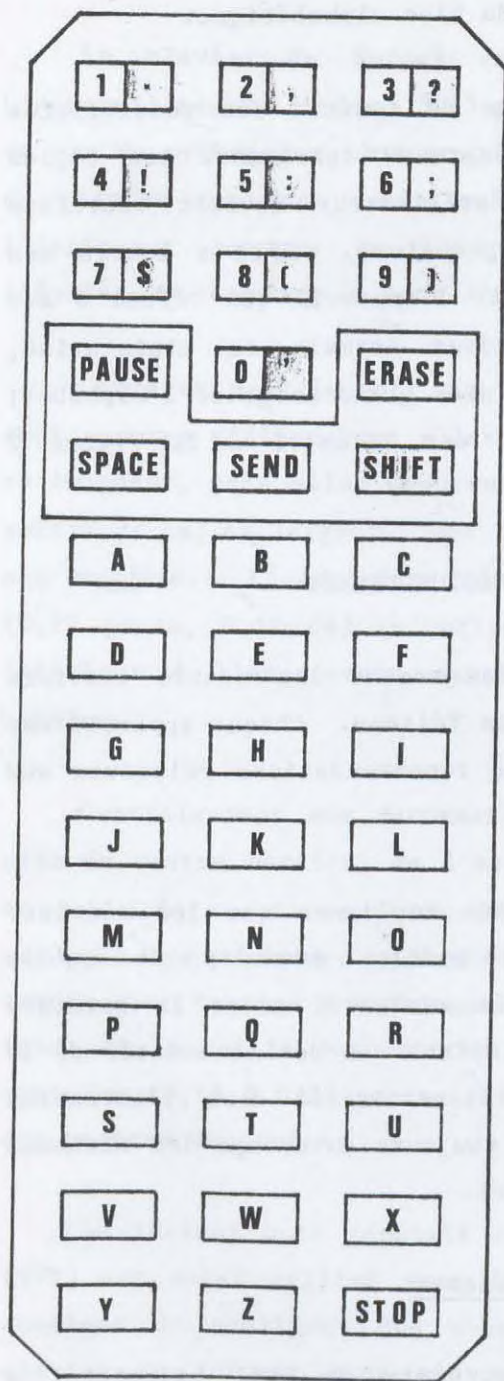 1 . 2 , 3 ?
4 ! 5 : 6 ;
7 $ 8 ( 9 )
PAUSE 0 ERASE
SPACE SEND SHIFT
A B C
D E F
G H I
J K L
M N O
P Q R
S T U
V W X
Y Z STOP